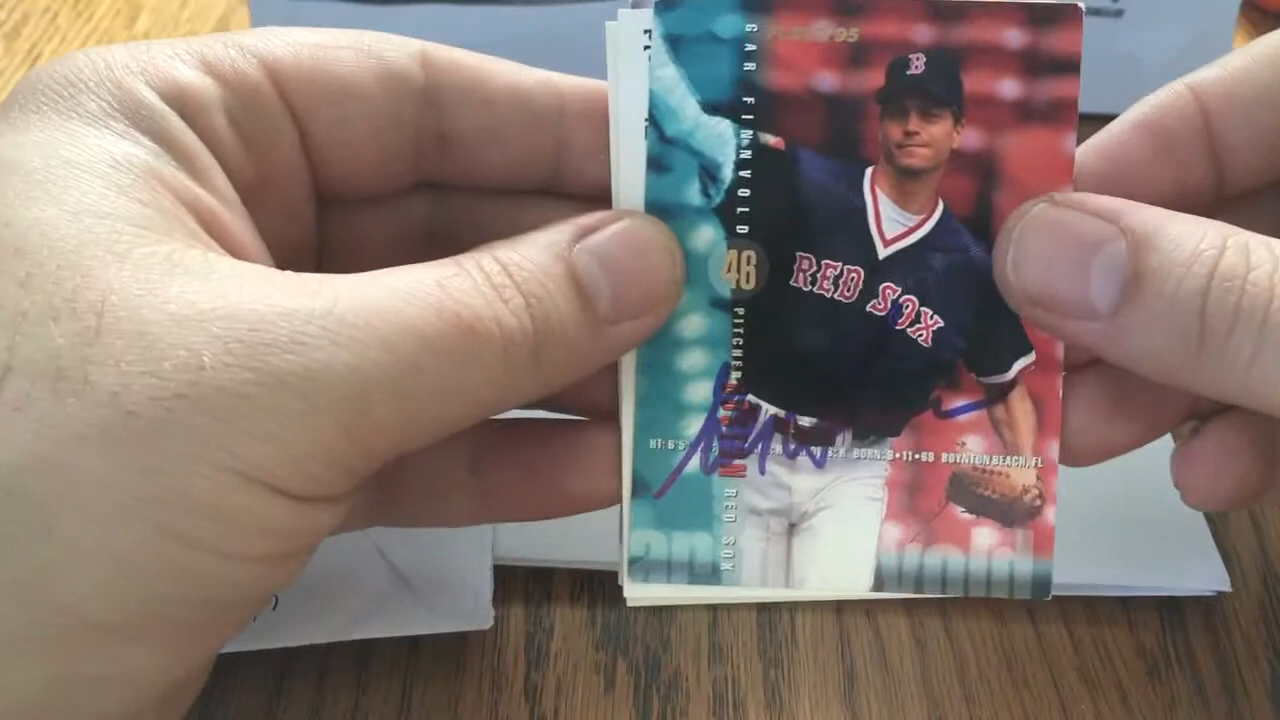 FLEER '95
B
GAR FINNVOLD
46
PITCHER
RED SOX
RED SOX
HT: 6'5"
BORN: 3•11•68 BOYNTON BEACH, FL